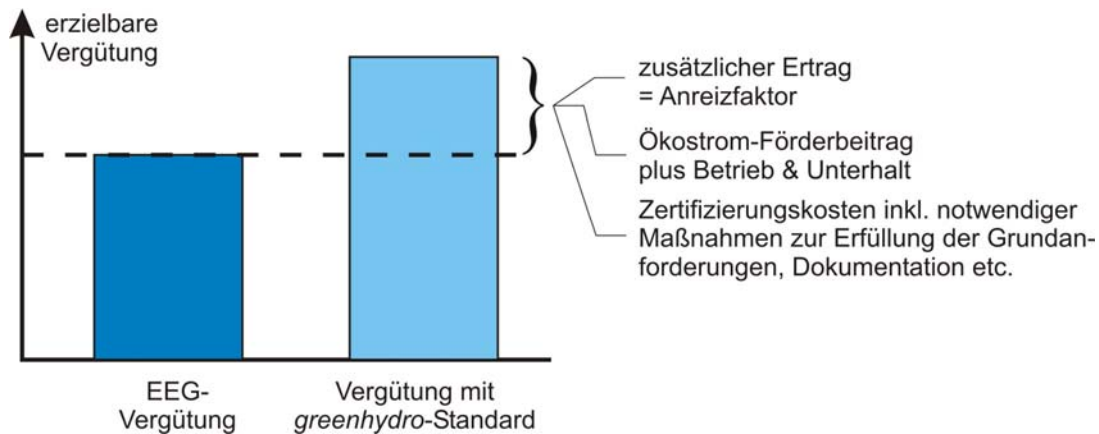 erzielbare
Vergütung
zusätzlicher Ertrag
= Anreizfaktor
Ökostrom-Förderbeitrag
plus Betrieb & Unterhalt
Zertifizierungskosten inkl. notwendiger
Maßnahmen zur Erfüllung der Grundan-
forderungen, Dokumentation etc.
EEG-
Vergütung
Vergütung mit
greenhydro-Standard